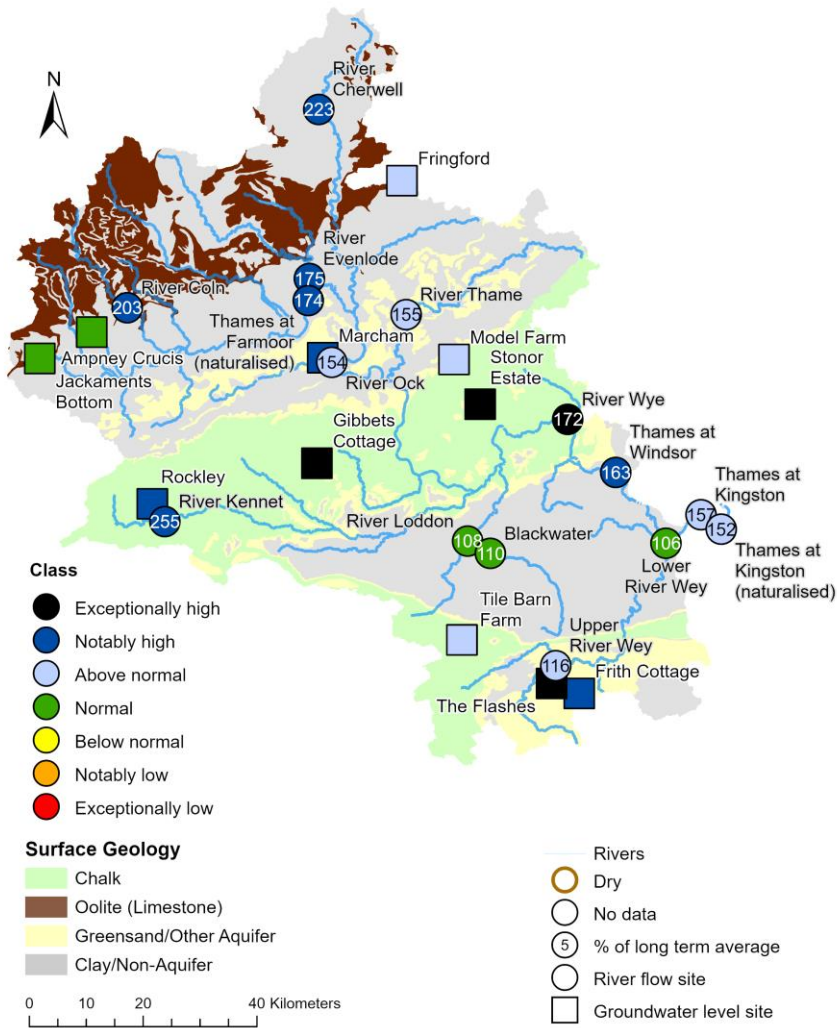 N
River
Cherwell
223
Fringford
River
Evenlode
175
174
River Coln
203
River Thame
155
Thames at
Farmoor
(naturalised)
Marcham
154
River Ock
Model Farm
Stonor
Estate
Ampney Crucis
Jackaments
Bottom
Gibbets
Cottage
River Wye
172
Thames at
Windsor
163
Rockley
River Kennet
255
River Loddon
108
Blackwater
110
Thames at
Kingston
157
152
Thames at
Kingston
(naturalised)
106
Lower
River Wey
Tile Barn
Farm
Upper
River Wey
116
Frith Cottage
The Flashes
Class
Exceptionally high
Notably high
Above normal
Normal
Below normal
Notably low
Exceptionally low
Surface Geology
Chalk
Oolite (Limestone)
Greensand/Other Aquifer
Clay/Non-Aquifer
0 10 20 40 Kilometers
Rivers
Dry
No data
5 % of long term average
River flow site
Groundwater level site